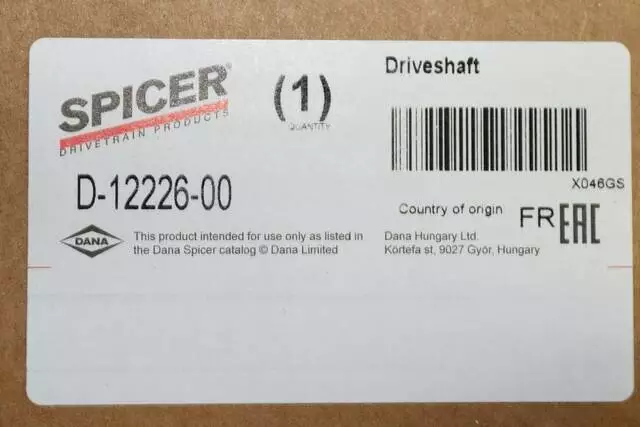 SPICER®
DRIVETRAIN PRODUCTS
(1)
QUANTITY
Driveshaft
X046GS
D-12226-00
Country of origin FR EAC
DANA
This product intended for use only as listed in
the Dana Spicer catalog © Dana Limited
Dana Hungary Ltd.
Körtefa st, 9027 Györ, Hungary